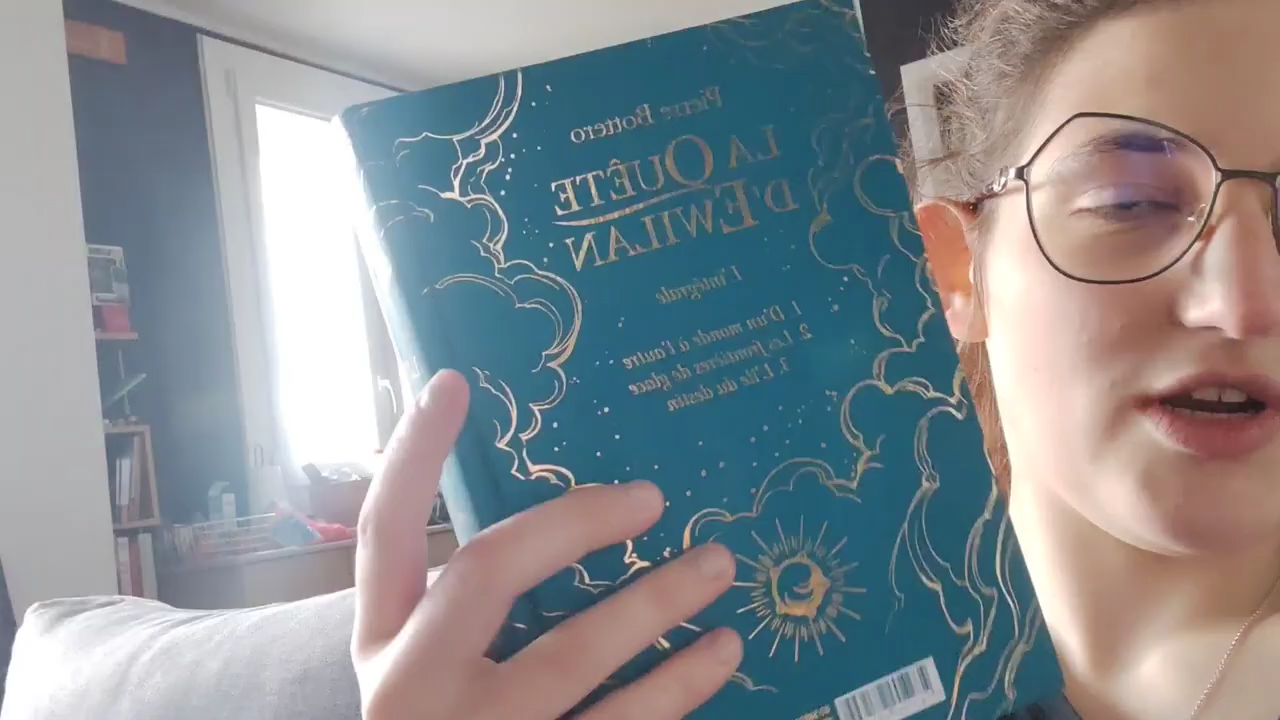 Pierre Bottero
LA QUÊTE
D'EWILAN
L'intégrale
1. D'un monde à l'autre
2. Les frontières de glace
3. L'île du destin